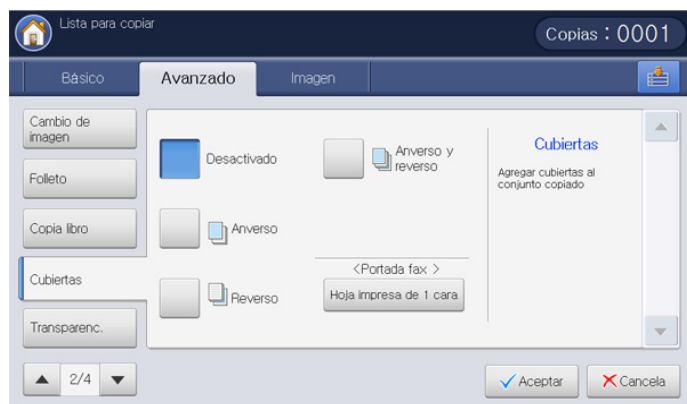 Lista para copiar
Copias : 0001
Básico
Avanzado
Imagen
Cambio de
imagen
Folleto
Copia libro
Cubiertas
Transparenc.
2/4
Desactivado
Anverso y
reverso
Anverso
Reverso
<Portada fax >
Hoja impresa de 1 cara
Cubiertas
Agregar cubiertas al
conjunto copiado
Aceptar
Cancela